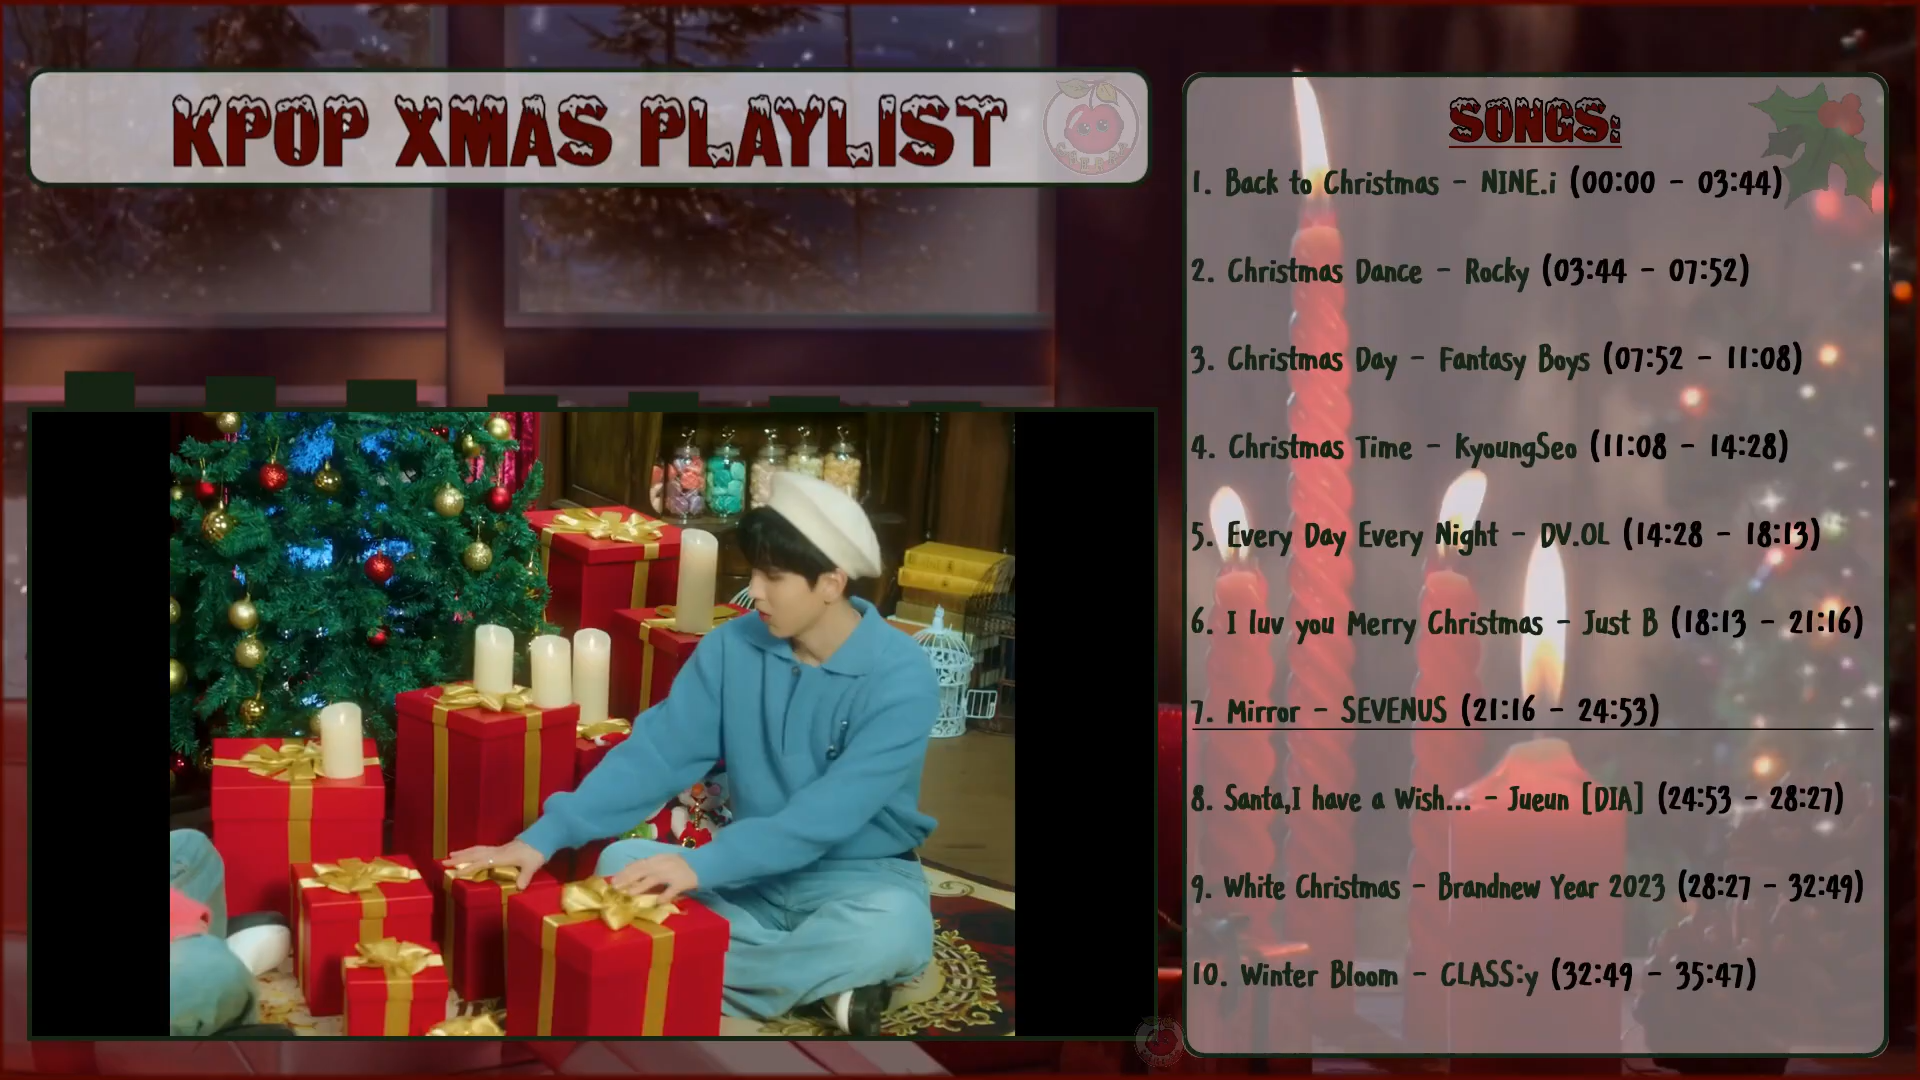 KPOP XMAS PLAYLIST
SONGS:
1. Back to Christmas - NINE.i (00:00 - 03:44)
2. Christmas Dance - Rocky (03:44 - 07:52)
3. Christmas Day - Fantasy Boys (07:52 - 11:08)
4. Christmas Time - KyoungSeo (11:08 - 14:28)
5. Every Day Every Night - DV.OL (14:28 - 18:13)
6. I luv you Merry Christmas - Just B (18:13 - 21:16)
7. Mirror - SEVENUS (21:16 - 24:53)
8. Santa,I have a Wish... - Jueun [DIA] (24:53 - 28:27)
9. White Christmas - Brandnew Year 2023 (28:27 - 32:49)
10. Winter Bloom - CLASS:y (32:49 - 35:47)